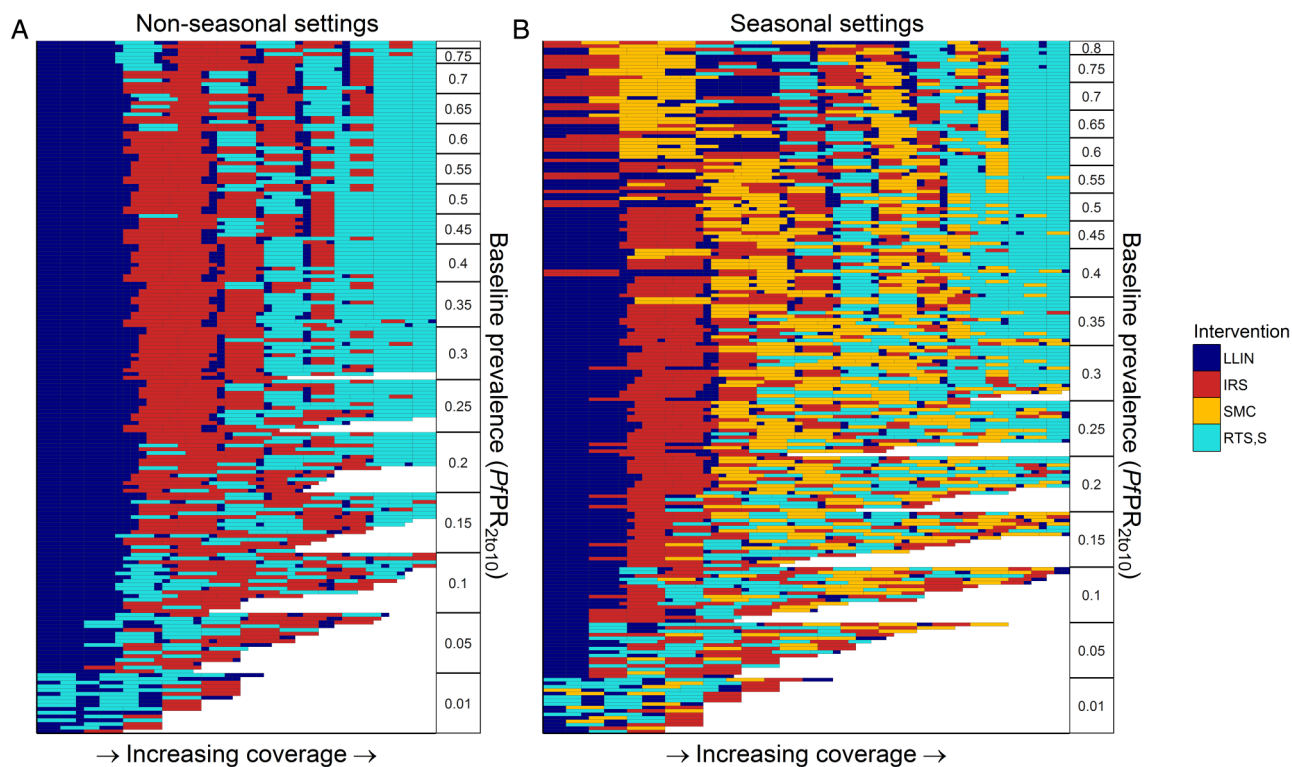 A
Non-seasonal settings
0.75
0.7
0.65
0.6
0.55
0.5
0.45
0.4
0.35
0.3
0.25
0.2
0.15
0.1
0.05
0.01
Baseline prevalence (PfPR2to10)
→ Increasing coverage →
B
Seasonal settings
0.8
0.75
0.7
0.65
0.6
0.55
0.5
0.45
0.4
0.35
0.3
0.25
0.2
0.15
0.1
0.05
0.01
Baseline prevalence (PfPR2to10)
→ Increasing coverage →
Intervention
LLIN
IRS
SMC
RTS,S